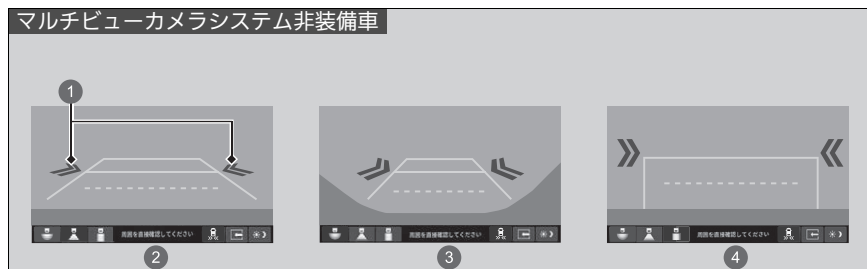 マルチビューカメラシステム非装備車
1
周囲を直接確認してください
周囲を直接確認してください
周囲を直接確認してください
2
3
4